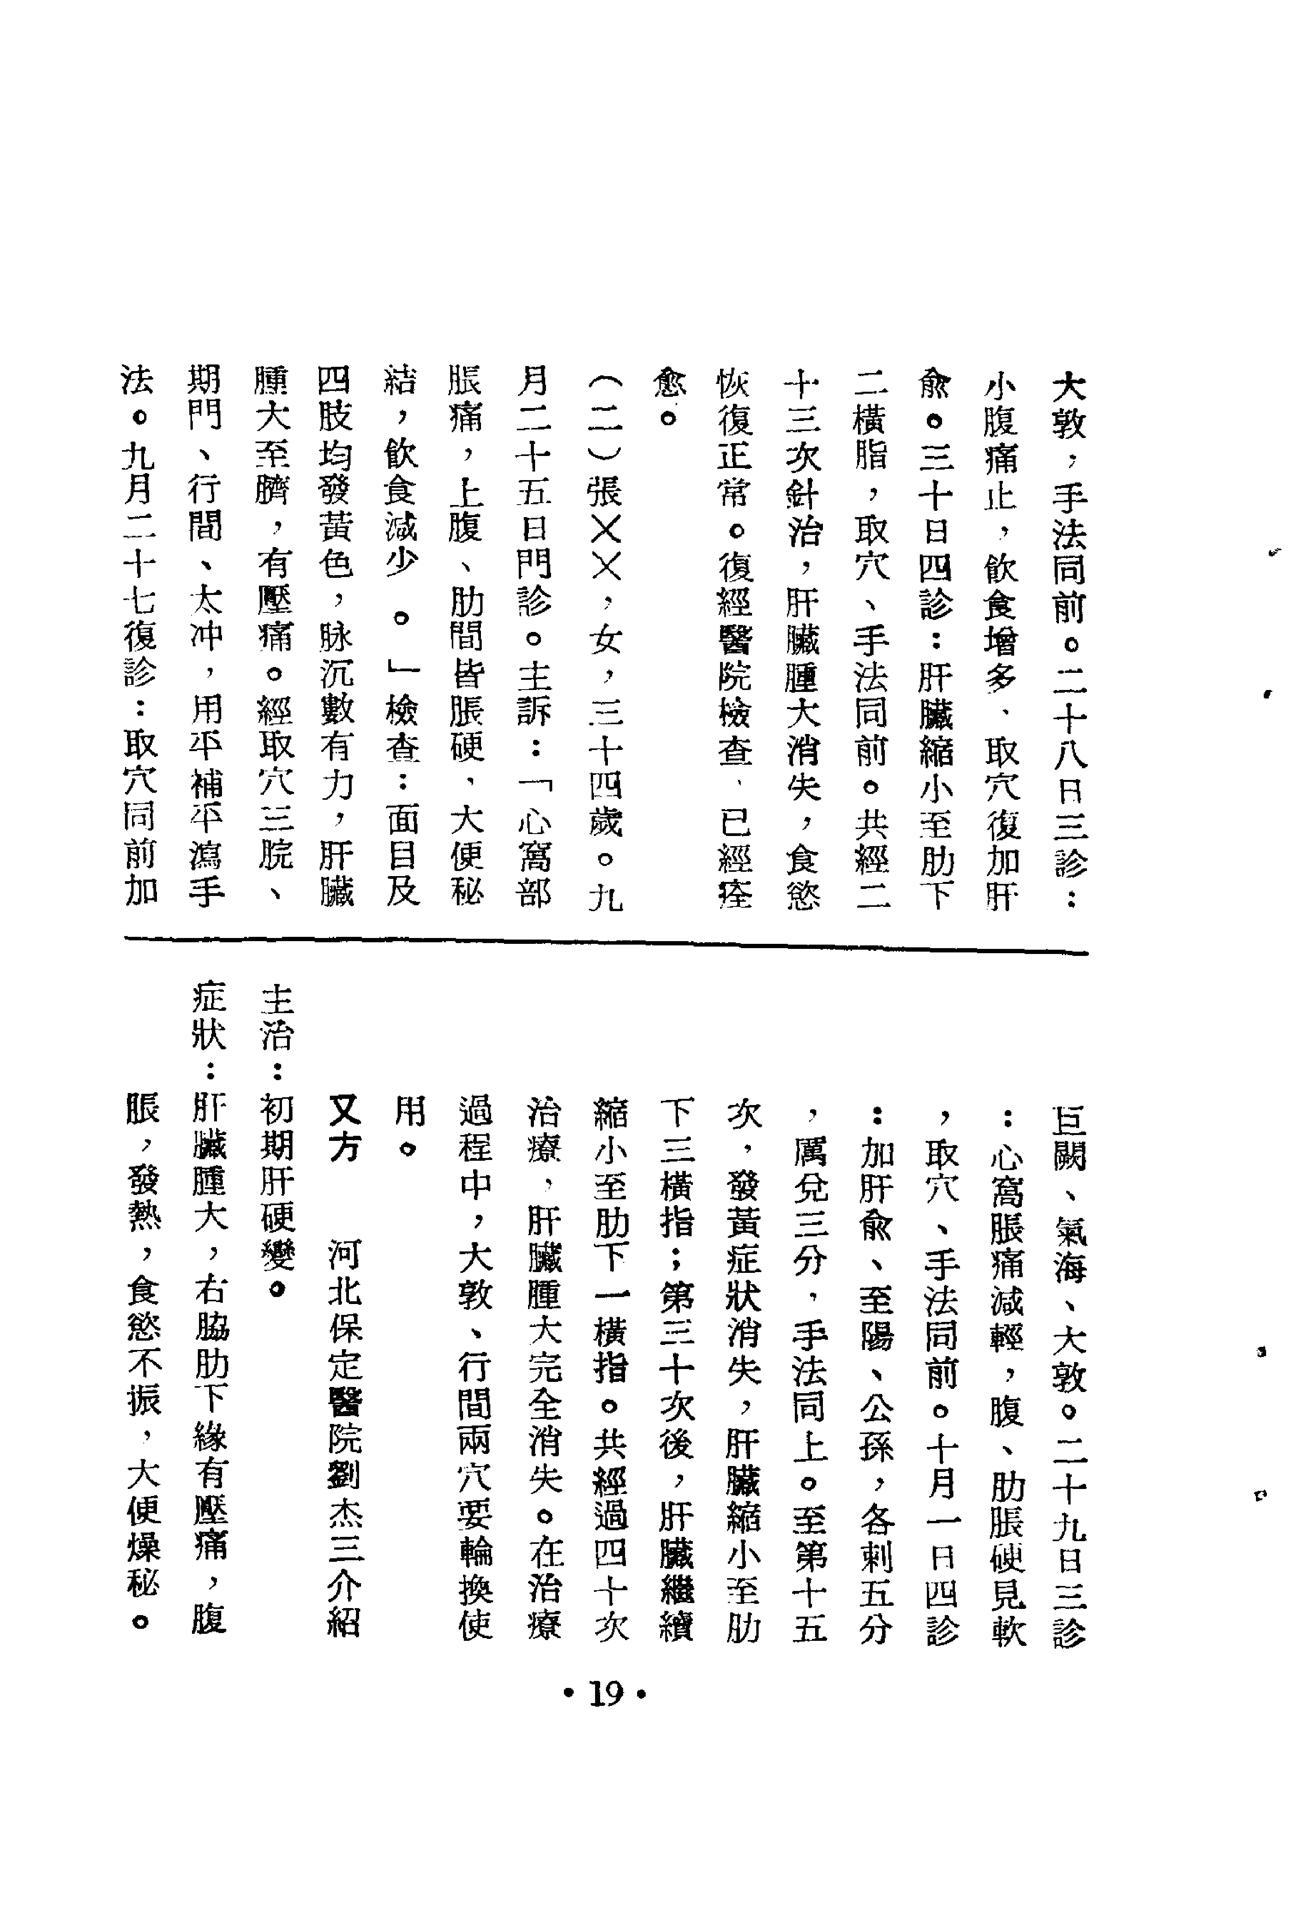 大敦，手法同前。二十八日三診：
小腹痛止，飲食增多、取穴復加肝
兪。三十日四診：肝臟縮小至肋下
二橫脂，取穴、手法同前。共經二
十三次針治，肝臟腫大消失，食慾
恢復正常。復經醫院檢查、已經痊
愈。
（二）張××，女，三十四歲。九
月二十五日門診。主訴：「心窩部
脹痛，上腹、肋間皆脹硬，大便秘
結，飲食減少。」檢查：面目及
四肢均發黃色，脉沉數有力，肝臟
腫大至臍，有壓痛。經取穴三脘、
期門、行間、太冲，用平補平瀉手
法。九月二十七復診：取穴同前加
巨闕、氣海、大敦。二十九日三診
：心窩脹痛減輕，腹、肋脹硬見軟
，取穴、手法同前。十月一日四診
：加肝兪、至陽、公孫，各刺五分
，厲兌三分，手法同上。至第十五
次，發黃症狀消失，肝臟縮小至肋
下三橫指；第三十次後，肝臟繼續
縮小至肋下一橫指。共經過四十次
治療，肝臟腫大完全消失。在治療
過程中，大敦、行間兩穴要輪換使
用。
又方　河北保定醫院劉杰三介紹
主治：初期肝硬變。
症狀：肝臟腫大，右脇肋下緣有壓痛，腹
脹，發熱，食慾不振，大便燥秘。
•19•